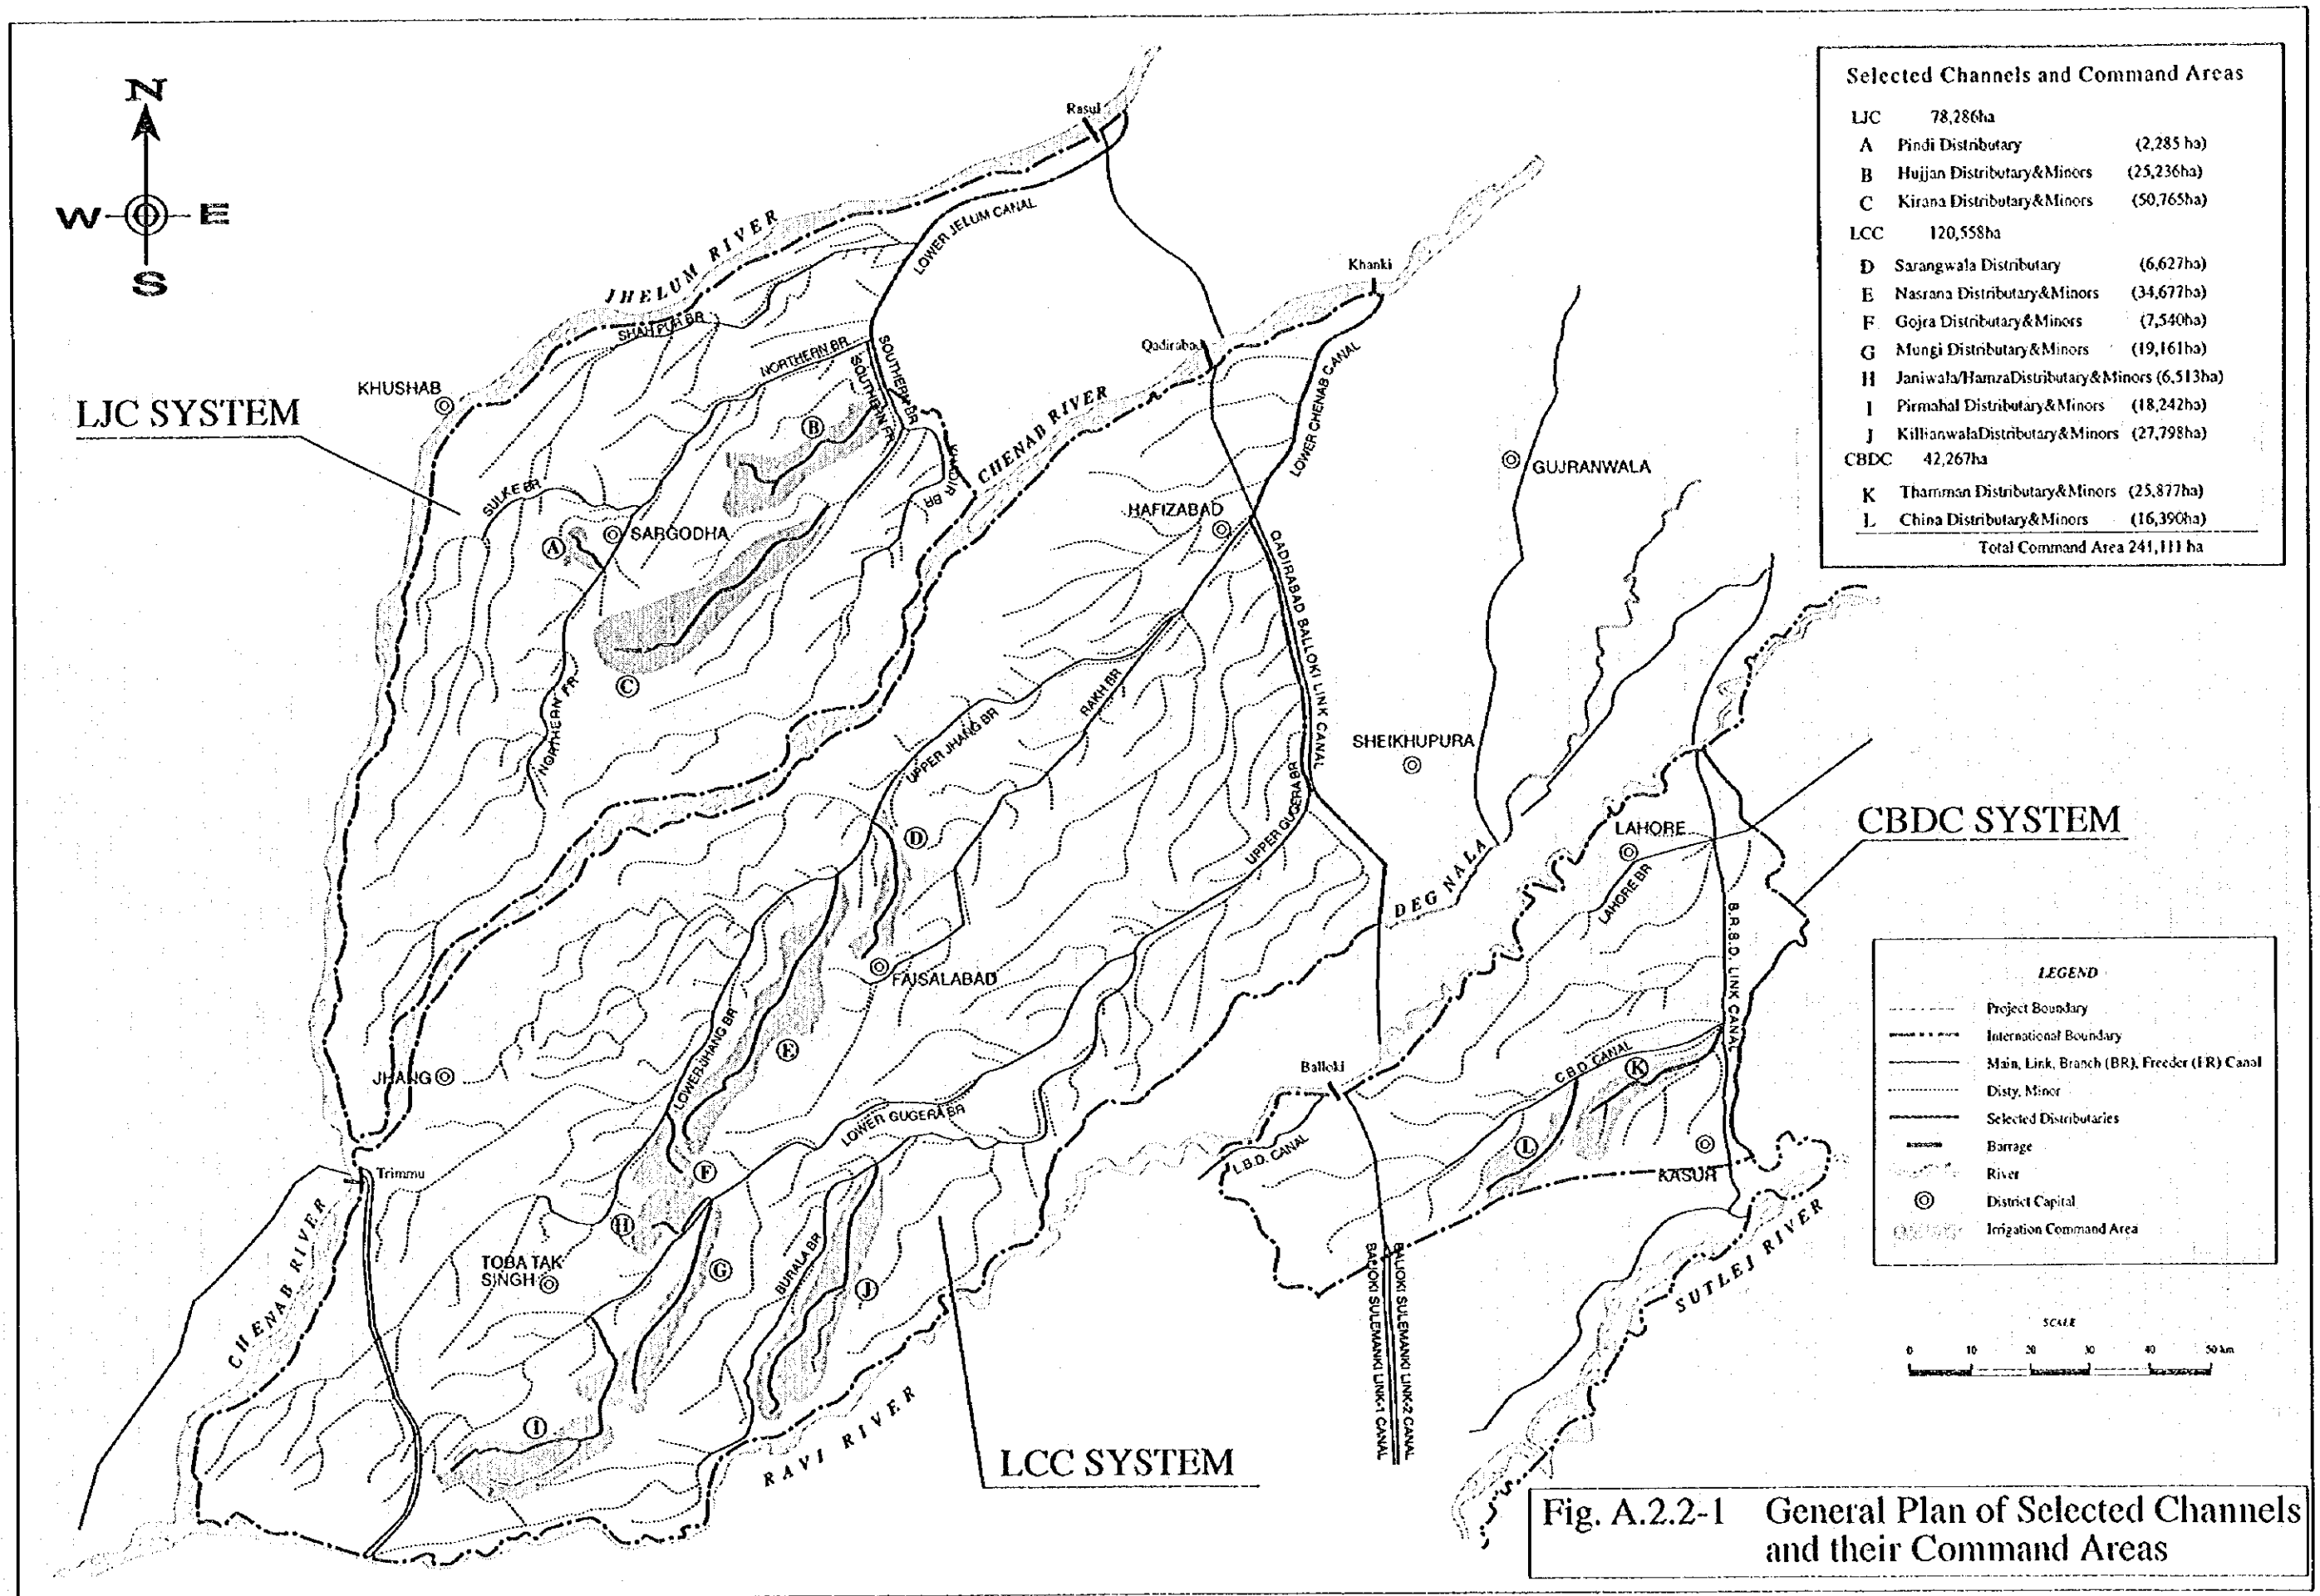 N
W
E
S
Selected Channels and Command Areas
LJC 78,286ha
A Pindi Distributary (2,285 ha)
B Hujjan Distributary&Minors (25,236ha)
C Kirana Distributary&Minors (50,765ha)
LCC 120,558ha
D Sarangwala Distributary (6,627ha)
E Nasrana Distributary&Minors (34,677ha)
F Gojra Distributary&Minors (7,540ha)
G Mungi Distributary&Minors (19,161ha)
H Janiwala/HamzaDistributary&Minors (6,513ha)
I Pirmahal Distributary&Minors (18,242ha)
J KillianwalaDistributary&Minors (27,798ha)
CBDC 42,267ha
K Thamman Distributary&Minors (25,877ha)
L China Distributary&Minors (16,390ha)
Total Command Area 241,111 ha
Rasul
JHELUM RIVER
LOWER JELUM CANAL
Khanki
SHAHPUR BR
Qadirabad
NORTHERN BR.
SOUTHERN BR
SOUTHERN FR
KHUSHAB
LJC SYSTEM
B
CHENAB RIVER
LOWER CHENAB CANAL
KHADIR BR
GUJRANWALA
SULKE BR
HAFIZABAD
SARGODHA
A
QADIRABAD BALLOKI LINK CANAL
C
NORTHERN FR
RAKH BR
UPPER JHANG BR
SHEIKHUPURA
UPPER GUGERA BR
UPPER GUGERA BR
D
LAHORE
CBDC SYSTEM
DEG NALA
LAHORE BR
B.R.B.D. LINK CANAL
FAISALABAD
E
LOWER JHANG BR
JHANG
Balloki
C.B.D. CANAL
K
LOWER GUGERA BR
L.B.D. CANAL
L
KASUR
Trimmu
F
H
CHENAB RIVER
TOBA TAK
SINGH
G
BURALA BR
J
SUTLEJ RIVER
BALLOKI SULEMANKI LINK-1 CANAL
BALLOKI SULEMANKI LINK-2 CANAL
I
RAVI RIVER
LCC SYSTEM
LEGEND
Project Boundary
International Boundary
Main, Link, Branch (BR), Freeder (FR) Canal
Disty, Minor
Selected Distributaries
Barrage
River
District Capital
Irrigation Command Area
SCALE
0 10 20 30 40 50 km
Fig. A.2.2-1 General Plan of Selected Channels
and their Command Areas